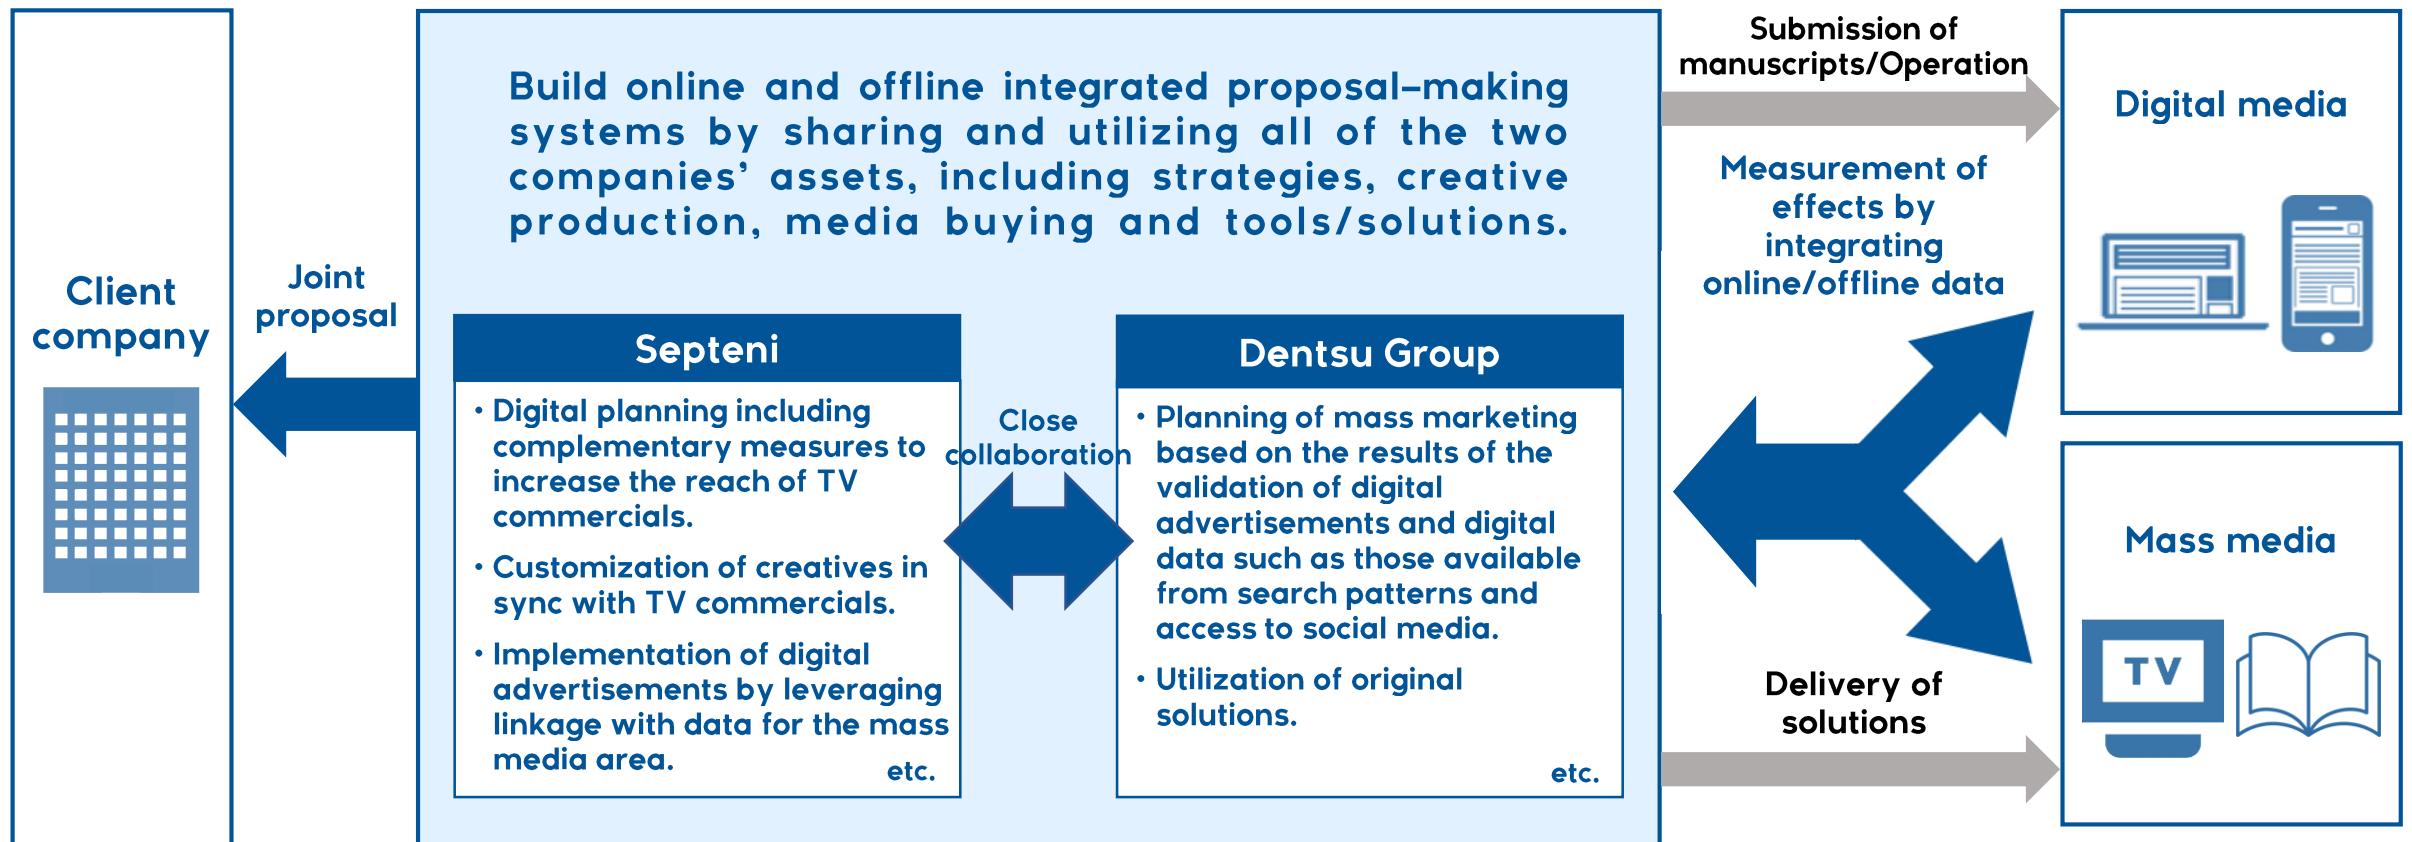 Client
company
Joint
proposal
Build online and offline integrated proposal-making
systems by sharing and utilizing all of the two
companies’ assets, including strategies, creative
production, media buying and tools/solutions.
Septeni
• Digital planning including
complementary measures to
increase the reach of TV
commercials.
• Customization of creatives in
sync with TV commercials.
• Implementation of digital
advertisements by leveraging
linkage with data for the mass
media area.
etc.
Close
collaboration
Dentsu Group
• Planning of mass marketing
based on the results of the
validation of digital
advertisements and digital
data such as those available
from search patterns and
access to social media.
• Utilization of original
solutions.
etc.
Submission of
manuscripts/Operation
Measurement of
effects by
integrating
online/offline data
Delivery of
solutions
Digital media
Mass media
TV